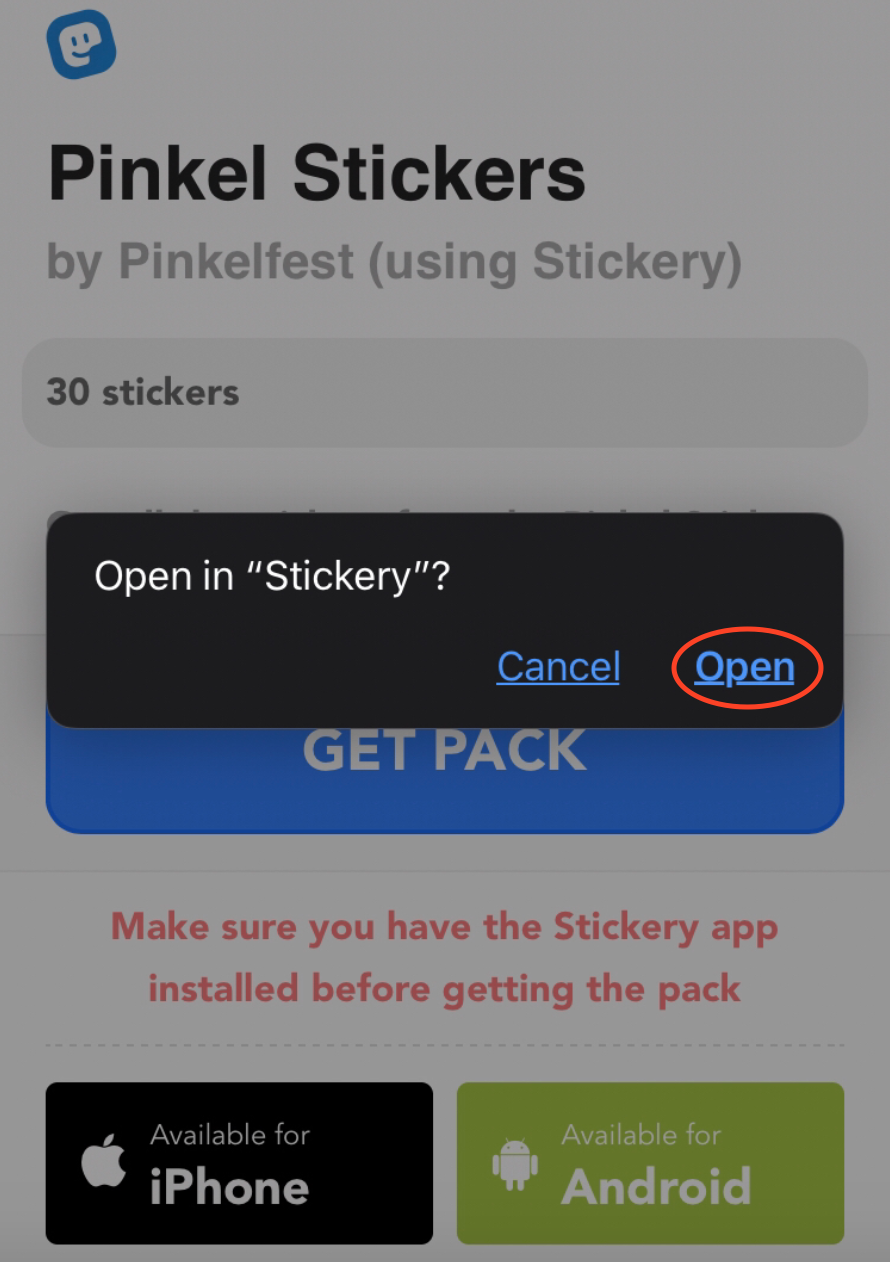 Pinkel Stickers
by Pinkelfest (using Stickery)
30 stickers
Open in “Stickery”?
Cancel Open
GET PACK
Make sure you have the Stickery app
installed before getting the pack
Available for
iPhone
Available for
Android